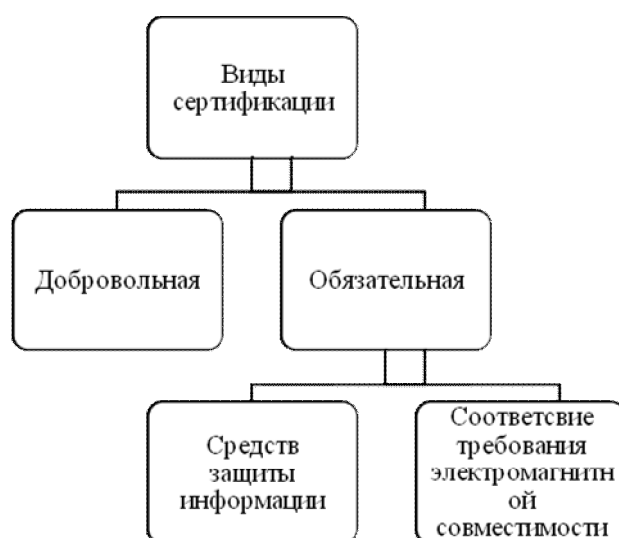 Виды
сертификации
Добровольная
Обязательная
Средств
защиты
информации
Соответсвие
требования
электромагнитн
ой
совместимости